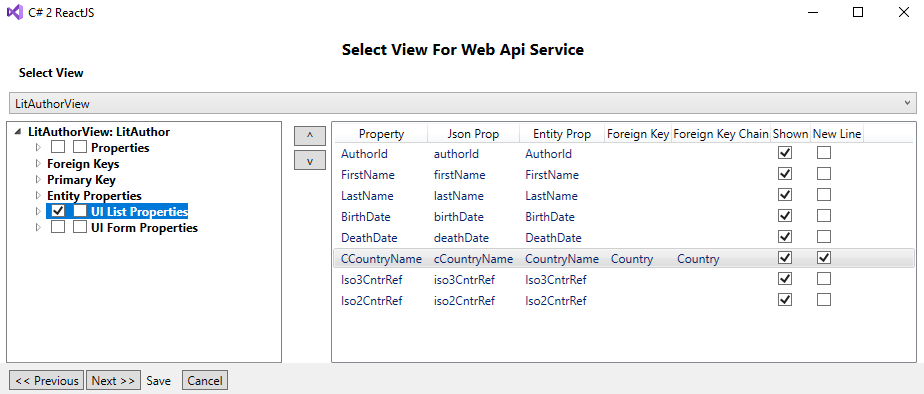 C# 2 ReactJS
Select View For Web Api Service
Select View
LitAuthorView
LitAuthorView: LitAuthor
Properties
Foreign Keys
Primary Key
Entity Properties
UI List Properties
UI Form Properties
^
v
Property Json Prop Entity Prop Foreign Key Foreign Key Chain Shown New Line
AuthorId authorId AuthorId
FirstName firstName FirstName
LastName lastName LastName
BirthDate birthDate BirthDate
DeathDate deathDate DeathDate
CCountryName cCountryName CountryName Country Country
Iso3CntrRef iso3CntrRef Iso3CntrRef
Iso2CntrRef iso2CntrRef Iso2CntrRef
<< Previous Next >> Save Cancel